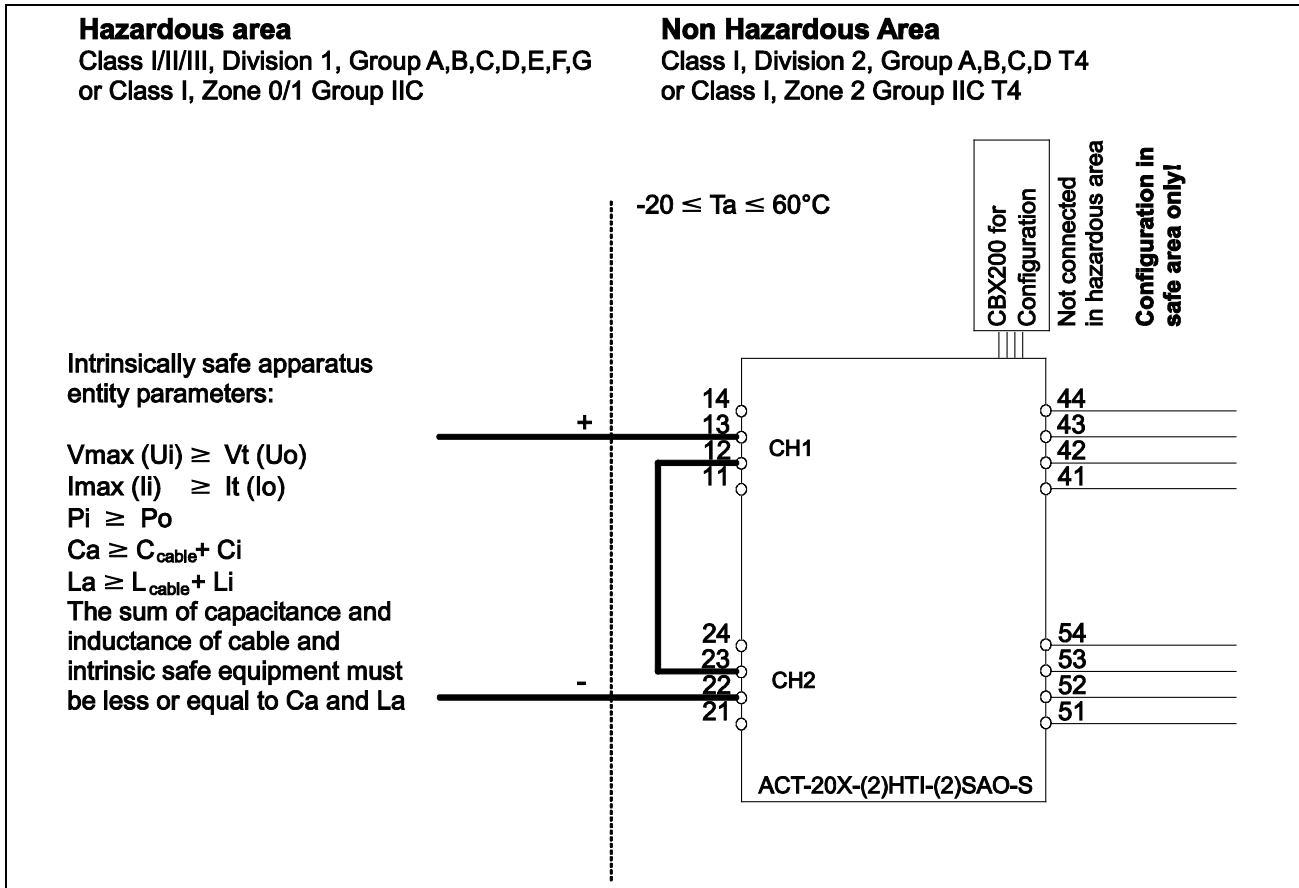 Hazardous area
Class I/II/III, Division 1, Group A,B,C,D,E,F,G
or Class I, Zone 0/1 Group IIC
Non Hazardous Area
Class I, Division 2, Group A,B,C,D T4
or Class I, Zone 2 Group IIC T4
-20 ≤ Ta ≤ 60°C
CBX200 for
Configuration
Not connected
in hazardous area
Configuration in
safe area only!
Intrinsically safe apparatus
entity parameters:
Vmax (Ui) ≥ Vt (Uo)
Imax (Ii) ≥ It (Io)
Pi ≥ Po
Ca ≥ Ccable+ Ci
La ≥ Lcable+ Li
The sum of capacitance and
inductance of cable and
intrinsic safe equipment must
be less or equal to Ca and La
+
-
14
13
12
11
CH1
44
43
42
41
24
23
22
21
CH2
54
53
52
51
ACT-20X-(2)HTI-(2)SAO-S